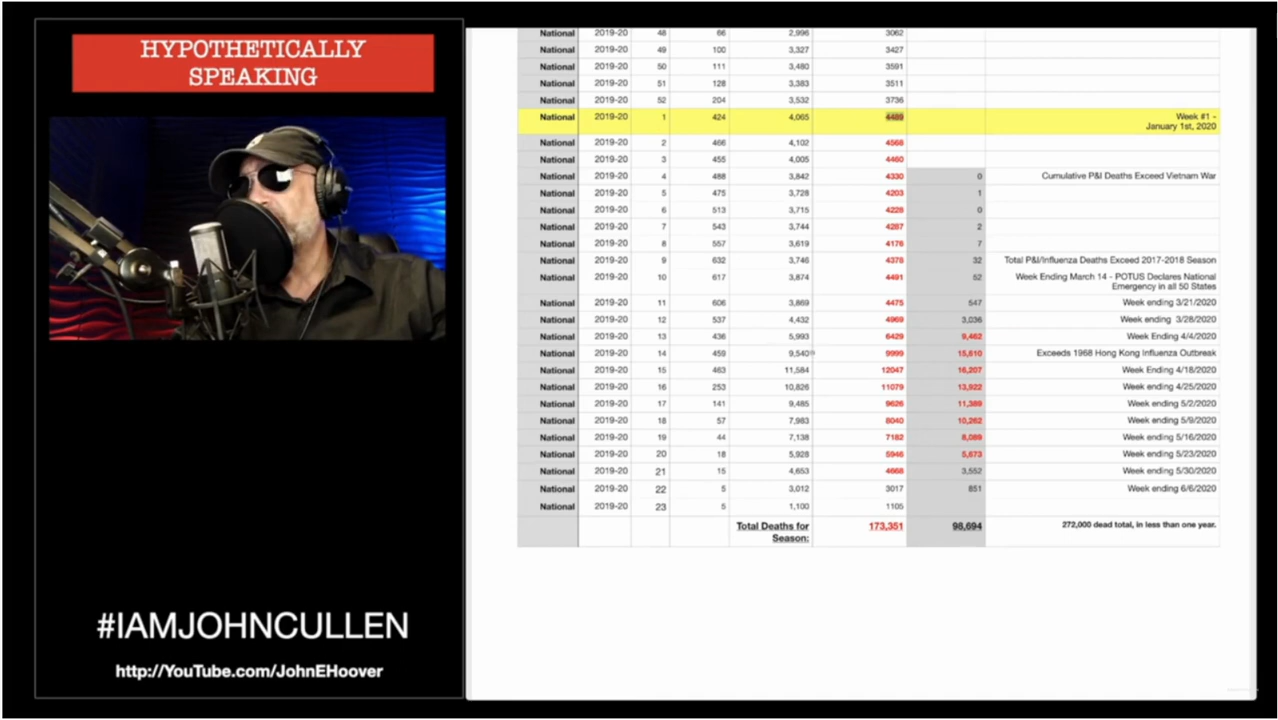 HYPOTHETICALLY
SPEAKING
#IAMJOHNCULLEN
http://YouTube.com/JohnEHoover
National 2019-20 48 66 2,996 3062
National 2019-20 49 100 3,327 3427
National 2019-20 50 111 3,480 3591
National 2019-20 51 128 3,383 3511
National 2019-20 52 204 3,532 3736
National 2019-20 1 424 4,065 4489 Week #1 -
January 1st, 2020
National 2019-20 2 466 4,102 4568
National 2019-20 3 455 4,005 4460
National 2019-20 4 488 3,842 4330 0 Cumulative P&I Deaths Exceed Vietnam War
National 2019-20 5 475 3,728 4203 1
National 2019-20 6 513 3,715 4228 0
National 2019-20 7 543 3,744 4287 2
National 2019-20 8 557 3,619 4176 7
National 2019-20 9 632 3,746 4378 32 Total P&I/Influenza Deaths Exceed 2017-2018 Season
National 2019-20 10 617 3,874 4491 52 Week Ending March 14 - POTUS Declares National
Emergency in all 50 States
National 2019-20 11 606 3,869 4475 547 Week ending 3/21/2020
National 2019-20 12 537 4,432 4969 3,036 Week ending 3/28/2020
National 2019-20 13 436 5,993 6429 9,462 Week Ending 4/4/2020
National 2019-20 14 459 9,540 9999 15,610 Exceeds 1968 Hong Kong Influenza Outbreak
National 2019-20 15 463 11,584 12047 16,207 Week Ending 4/18/2020
National 2019-20 16 253 10,826 11079 13,922 Week Ending 4/25/2020
National 2019-20 17 141 9,485 9626 11,389 Week ending 5/2/2020
National 2019-20 18 57 7,983 8040 10,262 Week ending 5/9/2020
National 2019-20 19 44 7,138 7182 8,089 Week ending 5/16/2020
National 2019-20 20 18 5,928 5946 5,673 Week ending 5/23/2020
National 2019-20 21 15 4,653 4668 3,552 Week ending 5/30/2020
National 2019-20 22 5 3,012 3017 851 Week ending 6/6/2020
National 2019-20 23 5 1,100 1105
Total Deaths for 173,351 98,694 272,000 dead total, in less than one year.
Season: